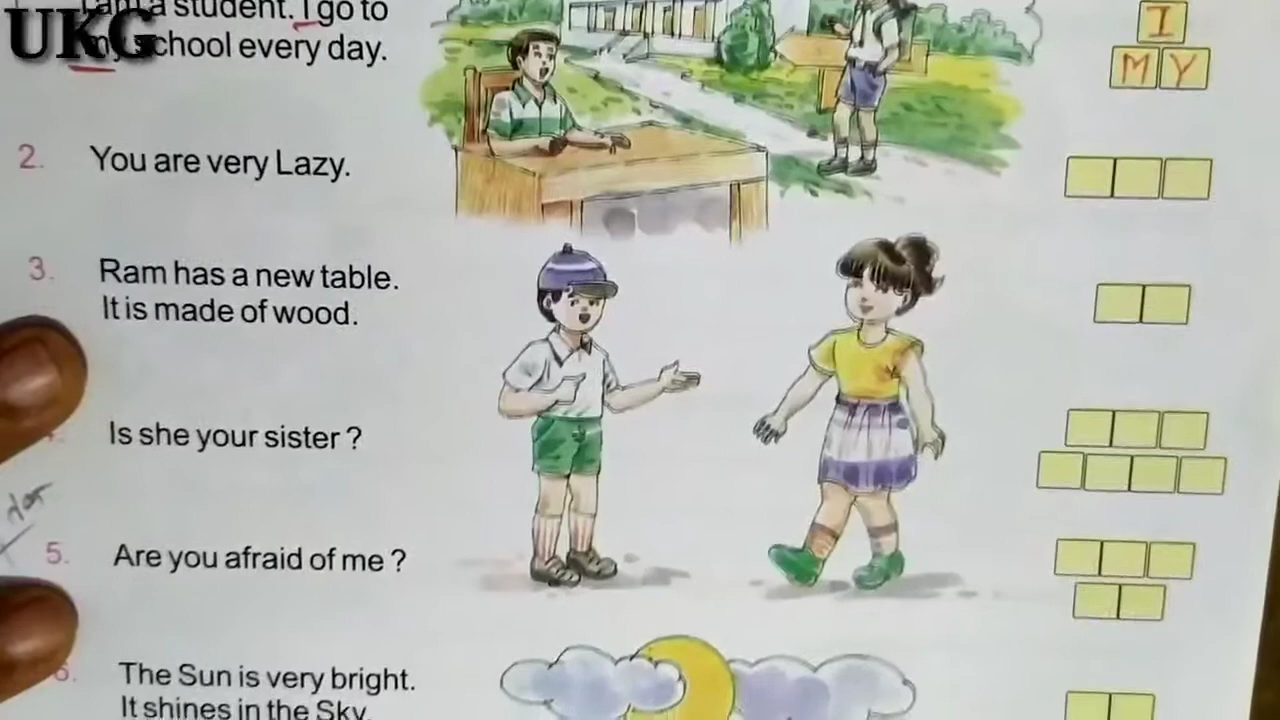 UKG
I am a student. I go to
my school every day.
I
MY
2. You are very Lazy.
3. Ram has a new table.
It is made of wood.
Is she your sister ?
5. Are you afraid of me ?
6. The Sun is very bright.
It shines in the Sky.